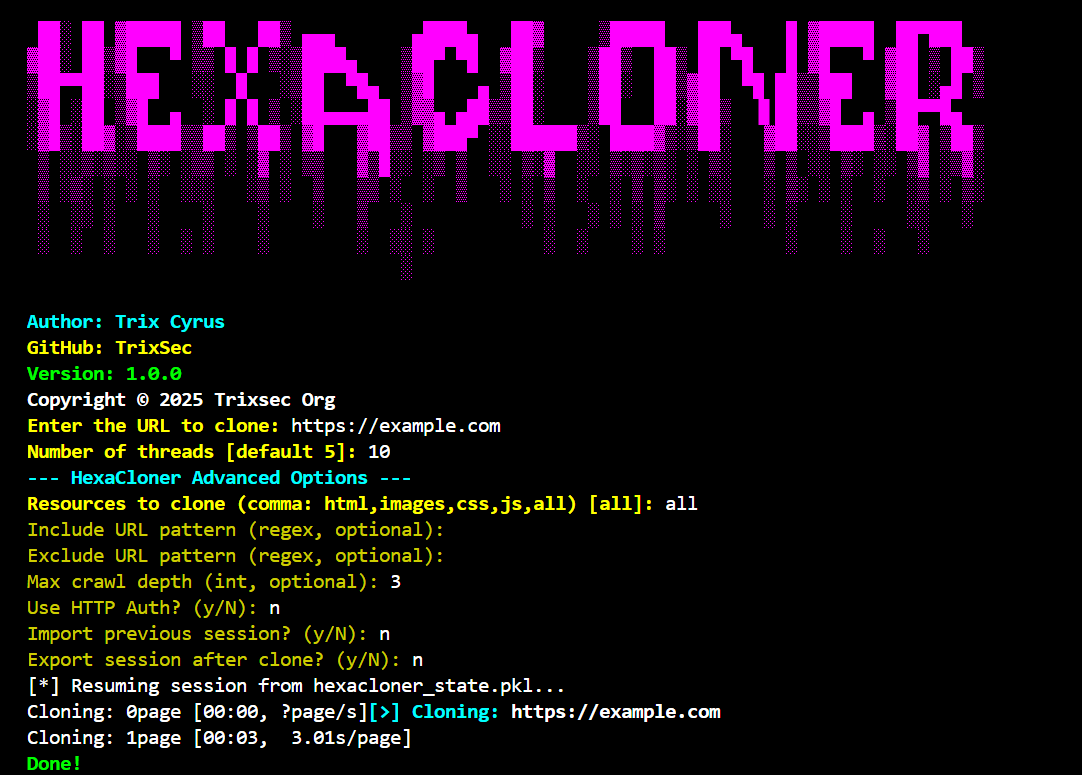 HEXACLONER
Author: Trix Cyrus
GitHub: TrixSec
Version: 1.0.0
Copyright © 2025 Trixsec Org
Enter the URL to clone: https://example.com
Number of threads [default 5]: 10
--- HexaCloner Advanced Options ---
Resources to clone (comma: html,images,css,js,all) [all]: all
Include URL pattern (regex, optional):
Exclude URL pattern (regex, optional):
Max crawl depth (int, optional): 3
Use HTTP Auth? (y/N): n
Import previous session? (y/N): n
Export session after clone? (y/N): n
[*] Resuming session from hexacloner_state.pkl...
Cloning: 0page [00:00, ?page/s][>] Cloning: https://example.com
Cloning: 1page [00:03,  3.01s/page]
Done!